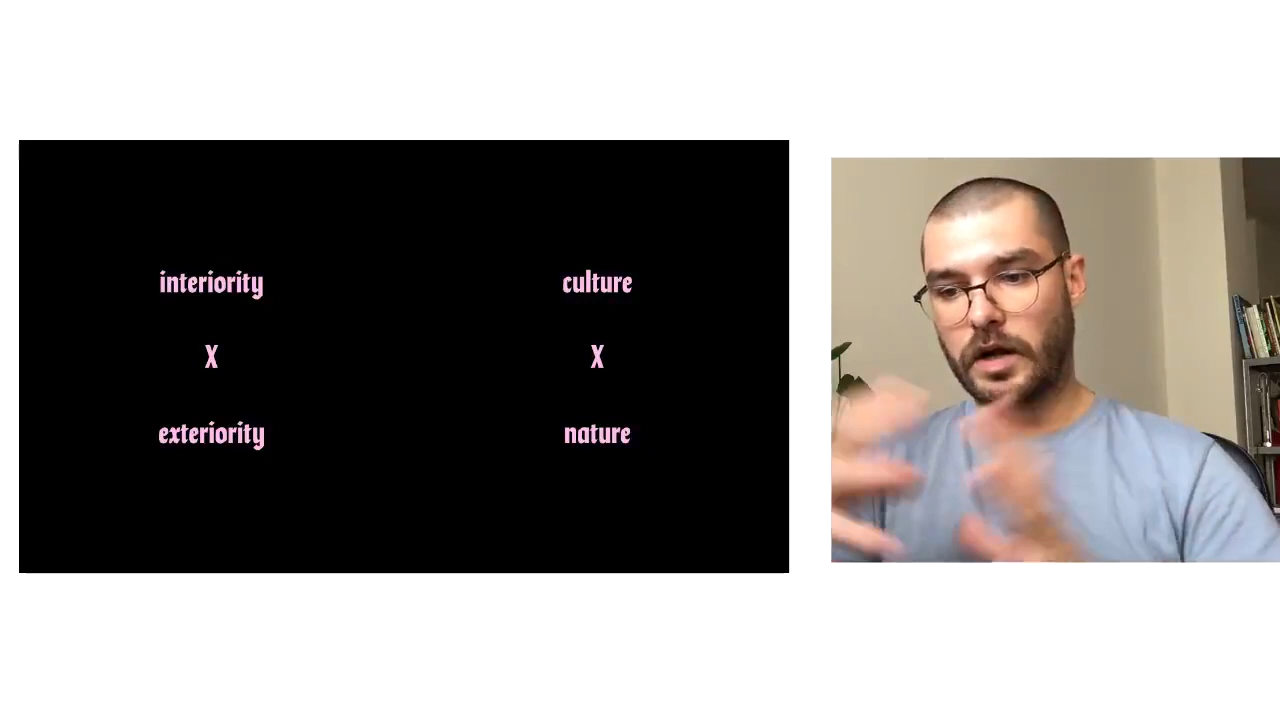 interiority
X
exteriority
culture
X
nature